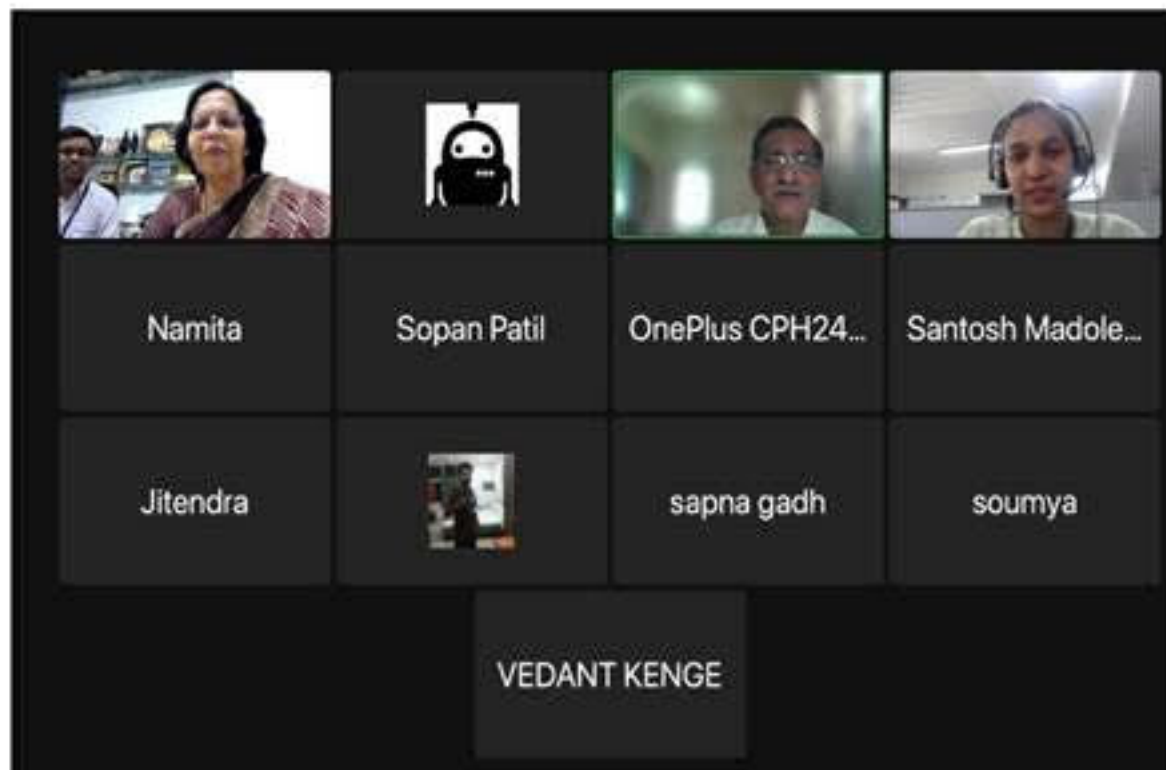 Namita
Sopan Patil
OnePlus CPH24...
Santosh Madole...
Jitendra
sapna gadh
soumya
VEDANT KENGE